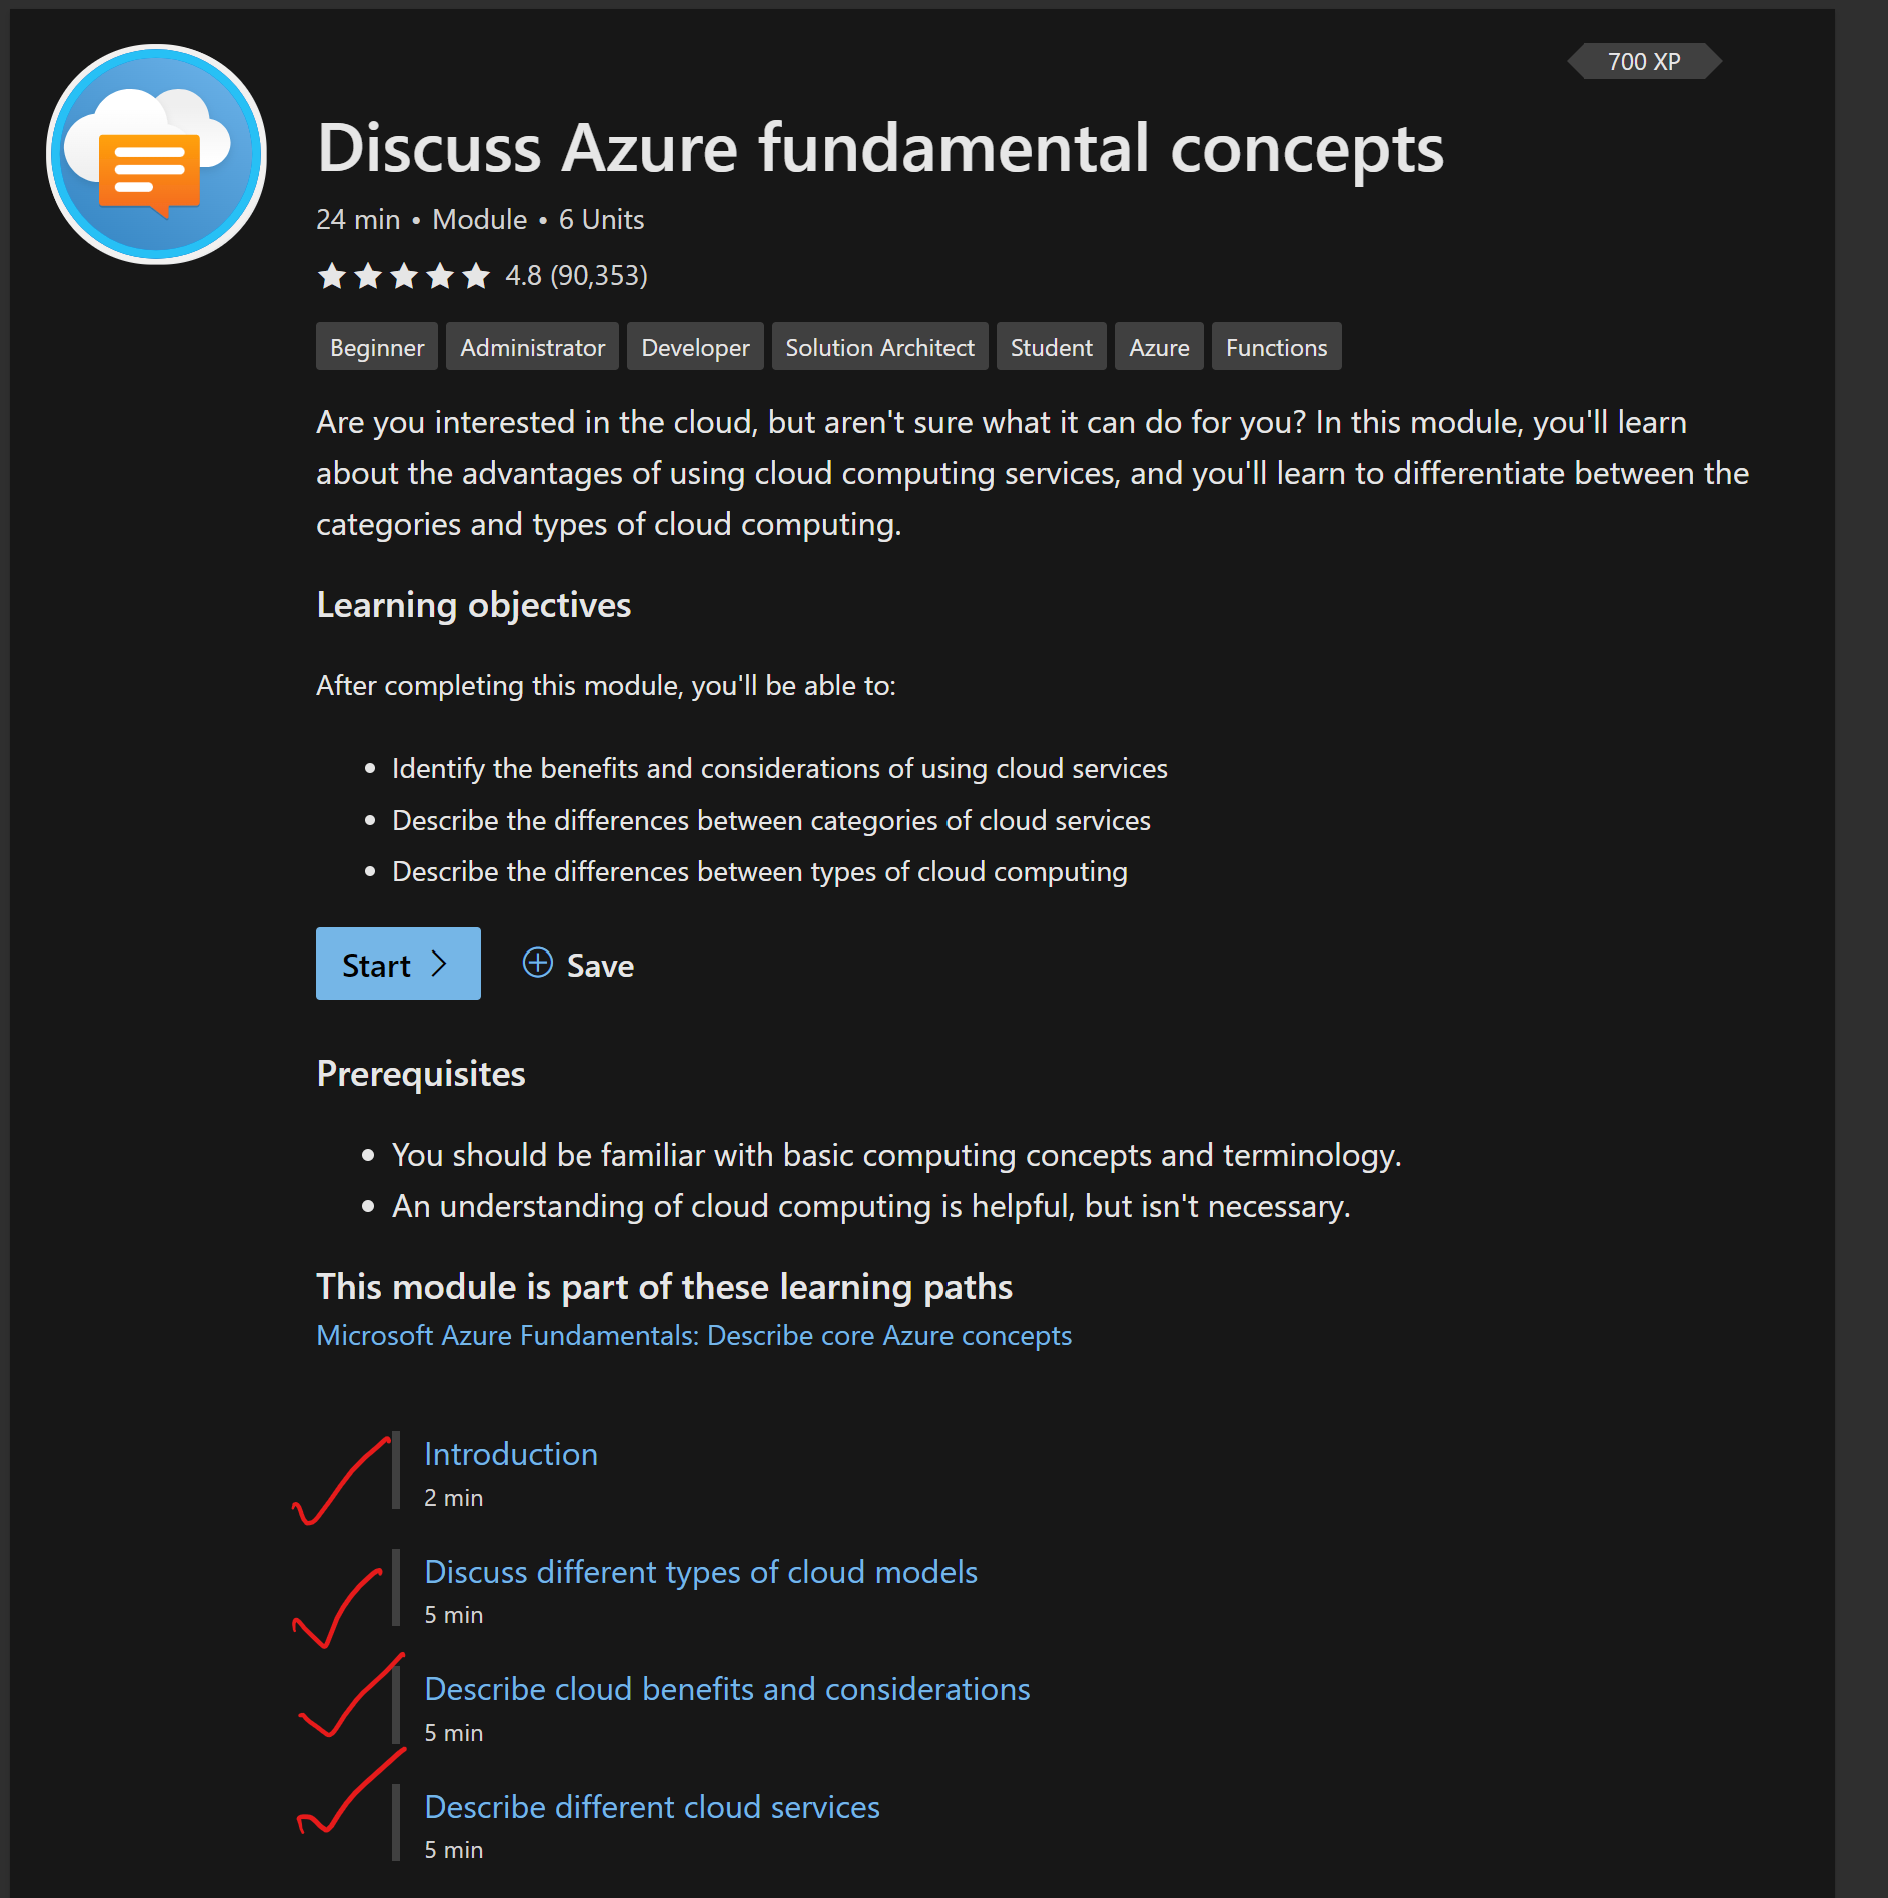 700 XP
Discuss Azure fundamental concepts
24 min • Module • 6 Units
4.8 (90,353)
Beginner Administrator Developer Solution Architect Student Azure Functions
Are you interested in the cloud, but aren't sure what it can do for you? In this module, you'll learn
about the advantages of using cloud computing services, and you'll learn to differentiate between the
categories and types of cloud computing.
Learning objectives
After completing this module, you'll be able to:
• Identify the benefits and considerations of using cloud services
• Describe the differences between categories of cloud services
• Describe the differences between types of cloud computing
Start
Save
Prerequisites
• You should be familiar with basic computing concepts and terminology.
• An understanding of cloud computing is helpful, but isn't necessary.
This module is part of these learning paths
Microsoft Azure Fundamentals: Describe core Azure concepts
Introduction
2 min
Discuss different types of cloud models
5 min
Describe cloud benefits and considerations
5 min
Describe different cloud services
5 min